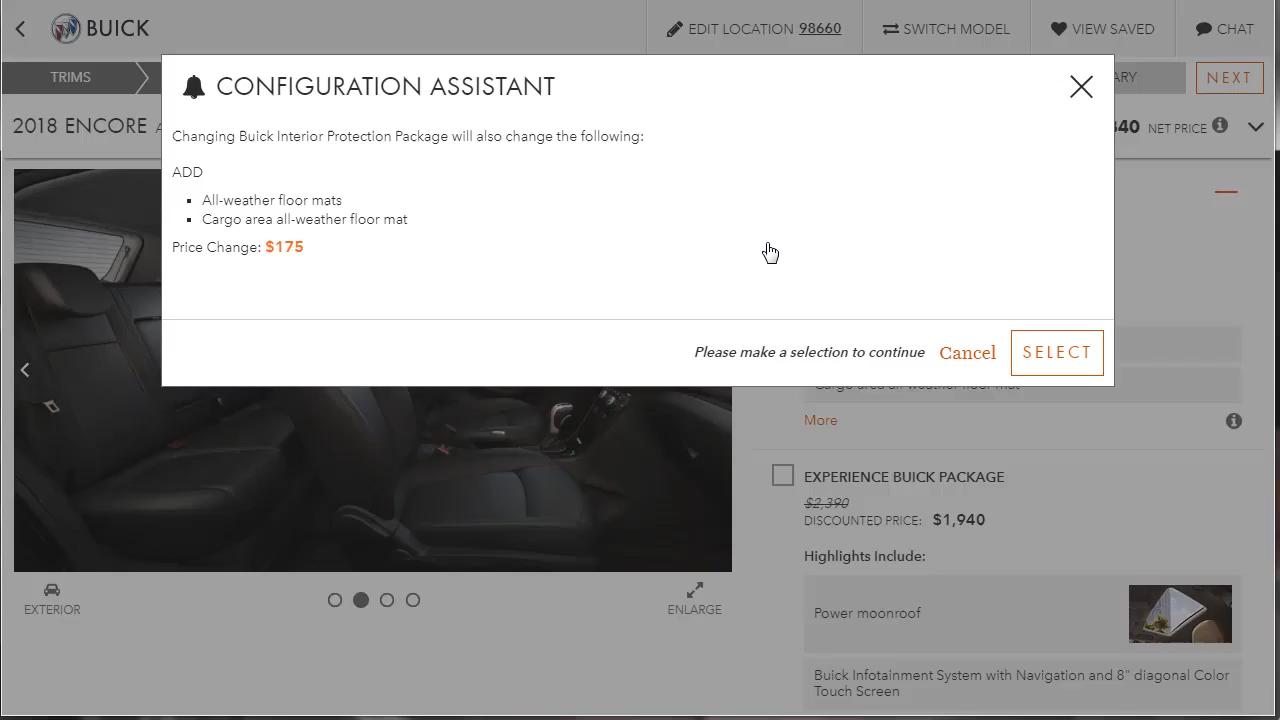 BUICK
EDIT LOCATION 98660
SWITCH MODEL
VIEW SAVED
CHAT
TRIMS
NEXT
2018 ENCORE
NET PRICE
CONFIGURATION ASSISTANT
Changing Buick Interior Protection Package will also change the following:
ADD
All-weather floor mats
Cargo area all-weather floor mat
Price Change: $175
Please make a selection to continue
Cancel
SELECT
More
EXPERIENCE BUICK PACKAGE
$2,390
DISCOUNTED PRICE: $1,940
Highlights Include:
Power moonroof
Buick Infotainment System with Navigation and 8" diagonal Color
Touch Screen
EXTERIOR
ENLARGE